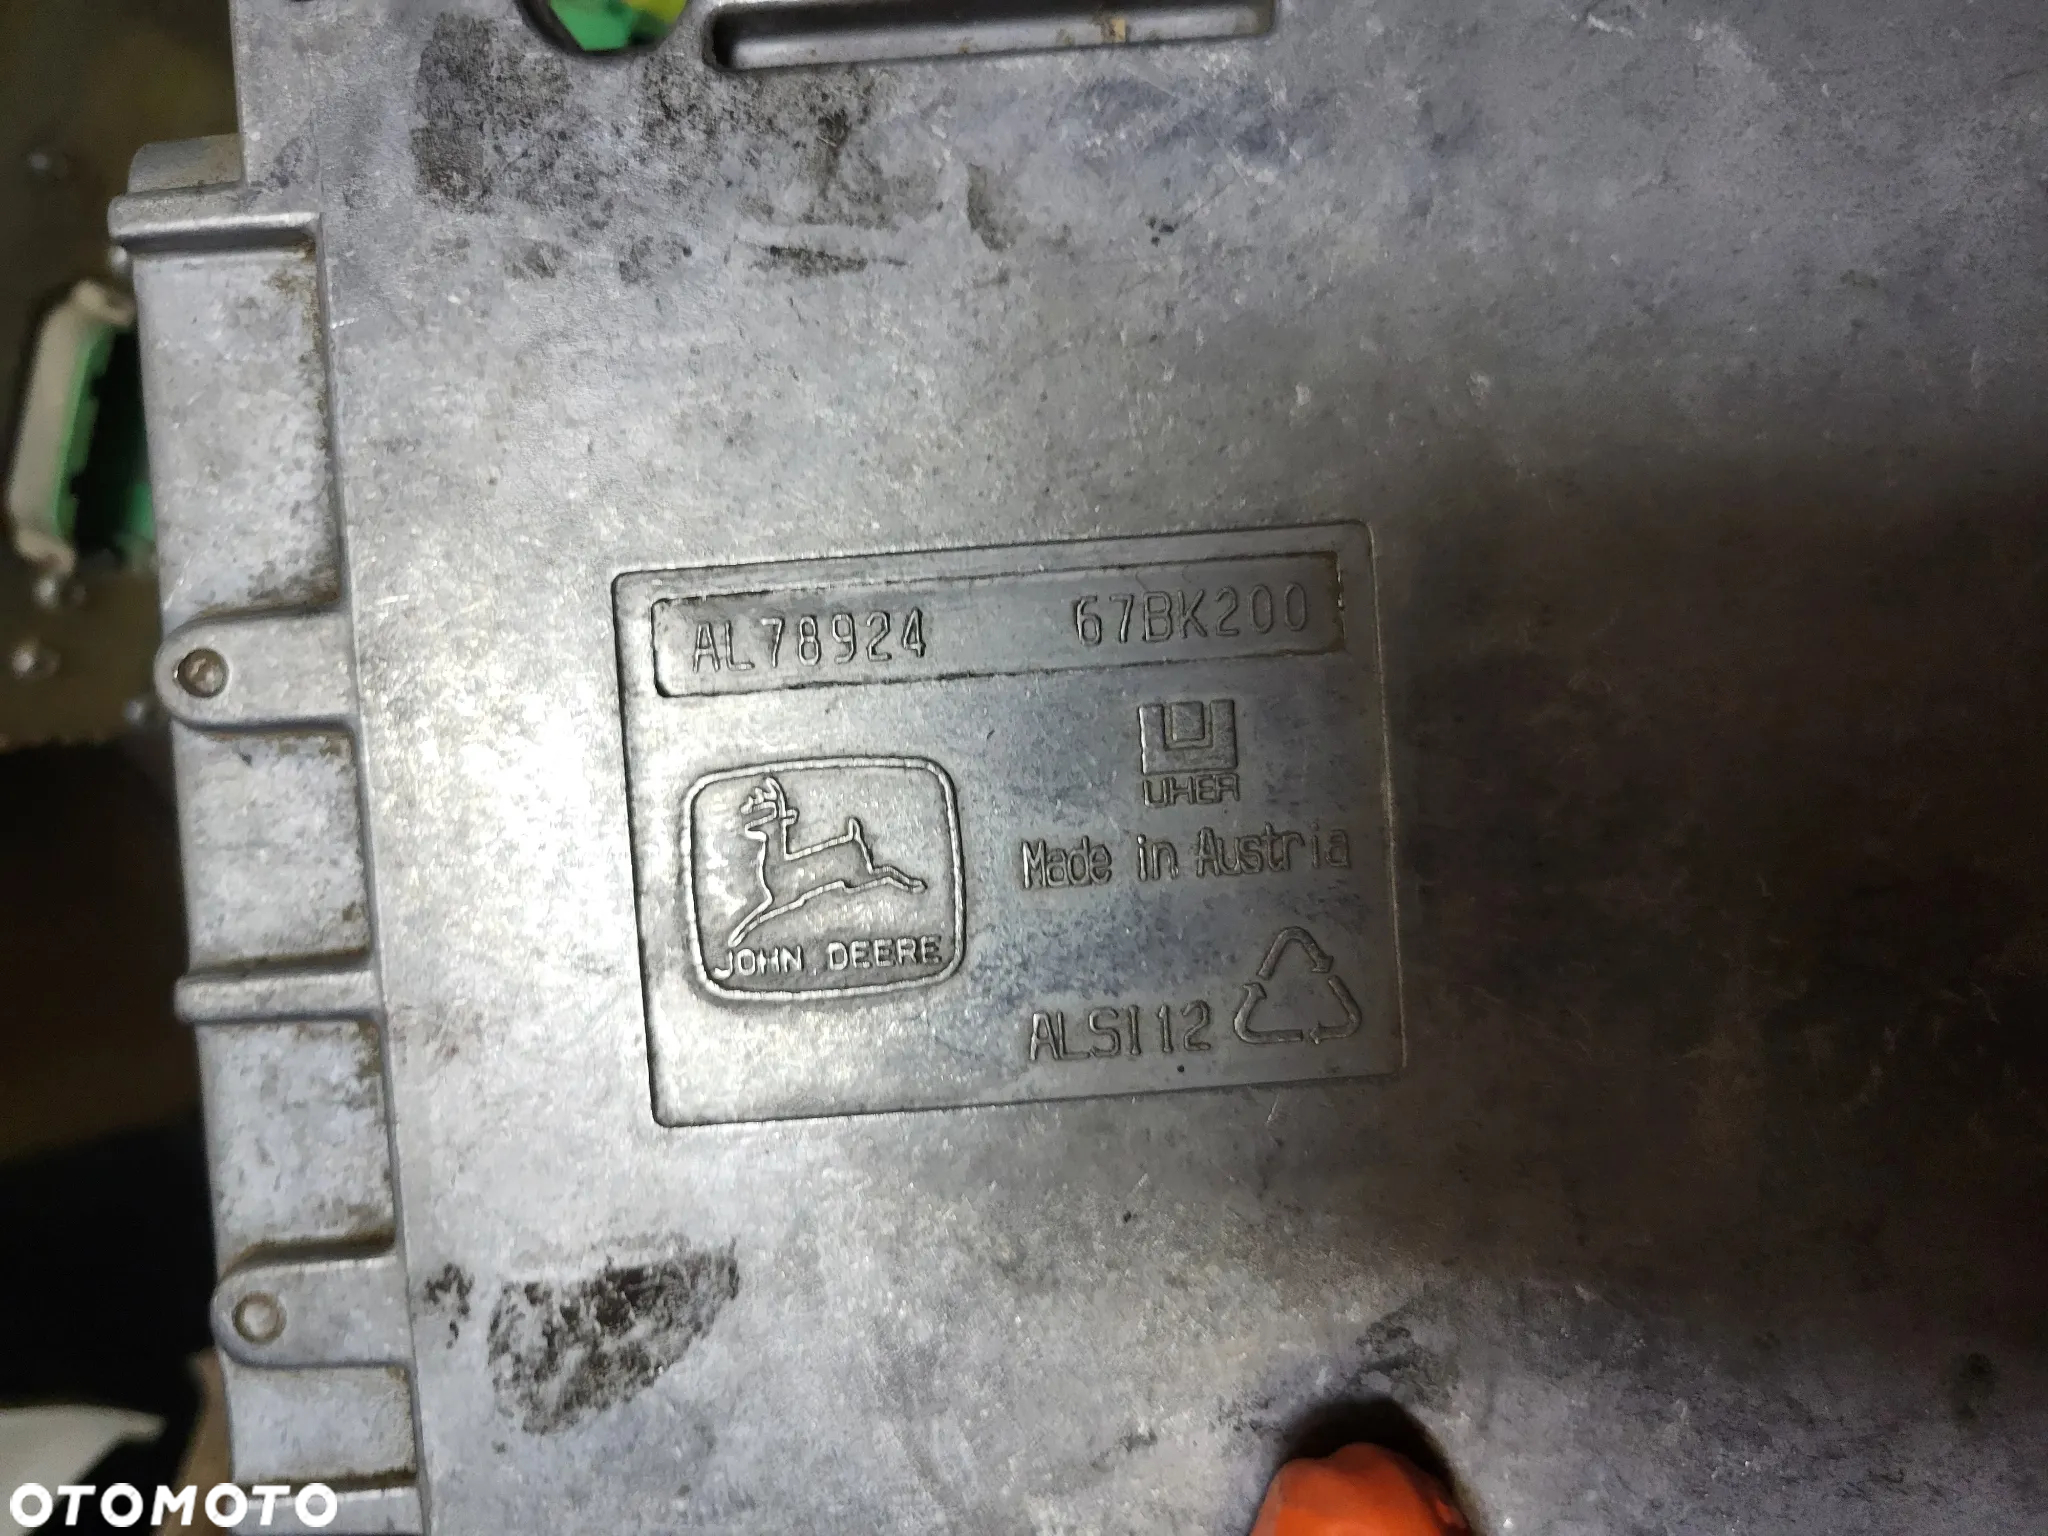 AL78924 67BK200
UHER
Made in Austria
JOHN DEERE
ALSI12
OTOMOTO